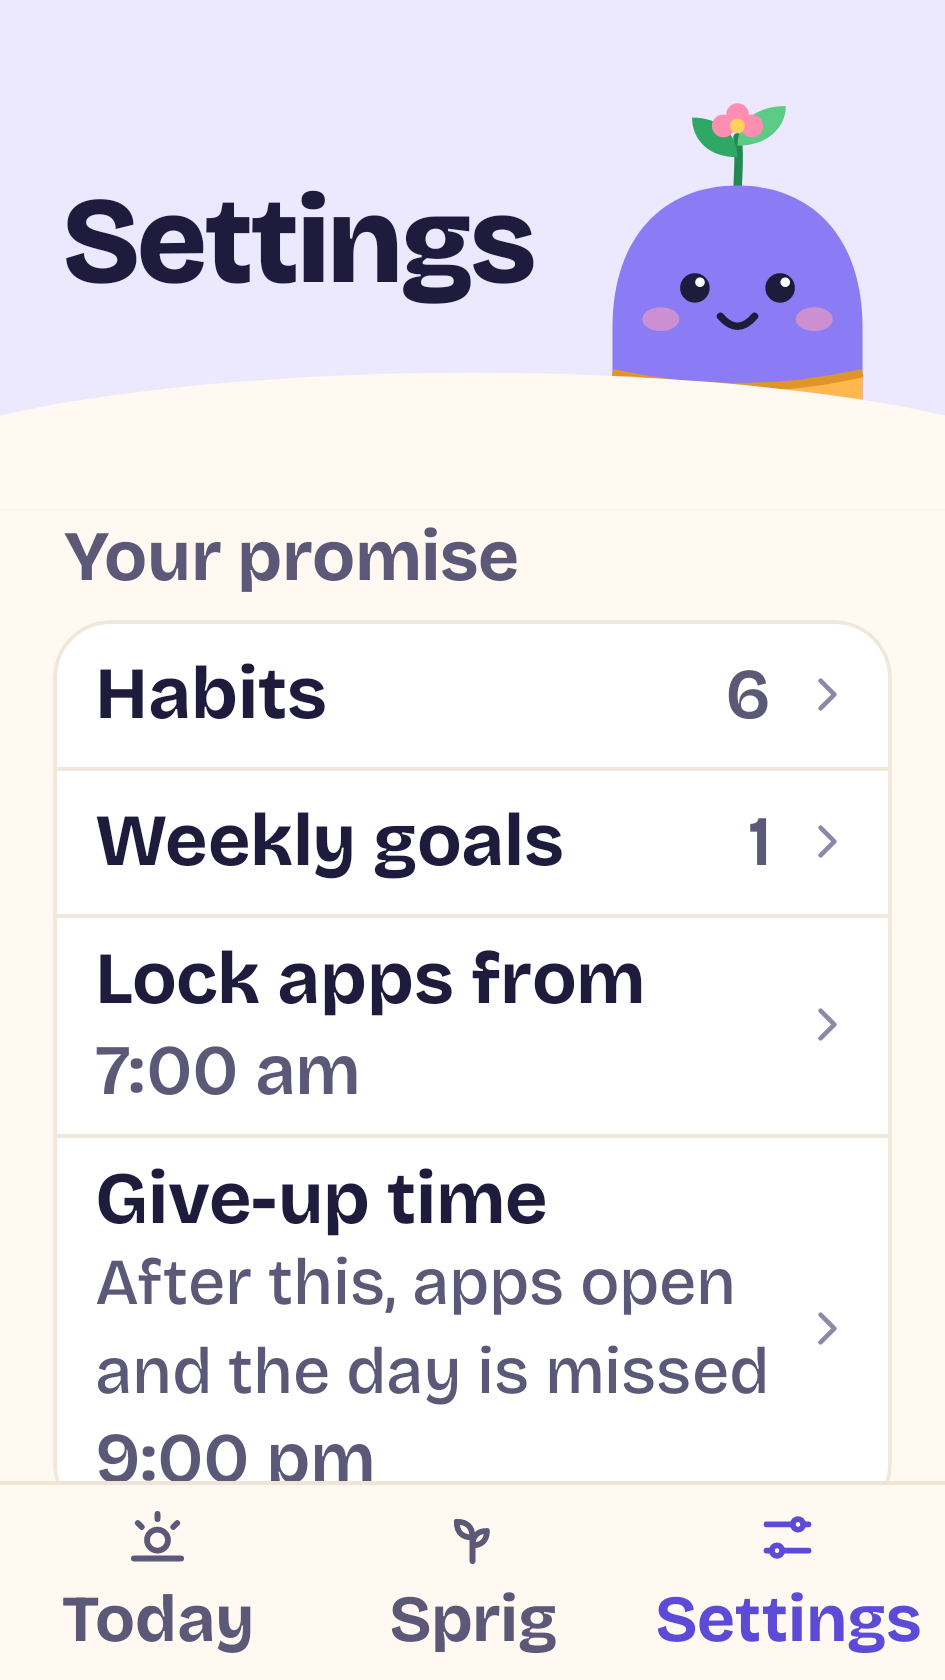 Settings
Your promise
Habits 6
Weekly goals 1
Lock apps from
7:00 am
Give-up time
After this, apps open
and the day is missed
9:00 pm
Today Sprig Settings